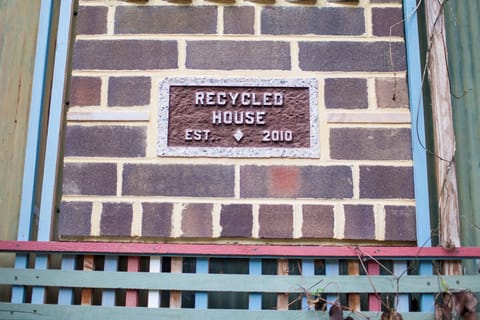 RECYCLED
HOUSE
EST. ♦ 2010